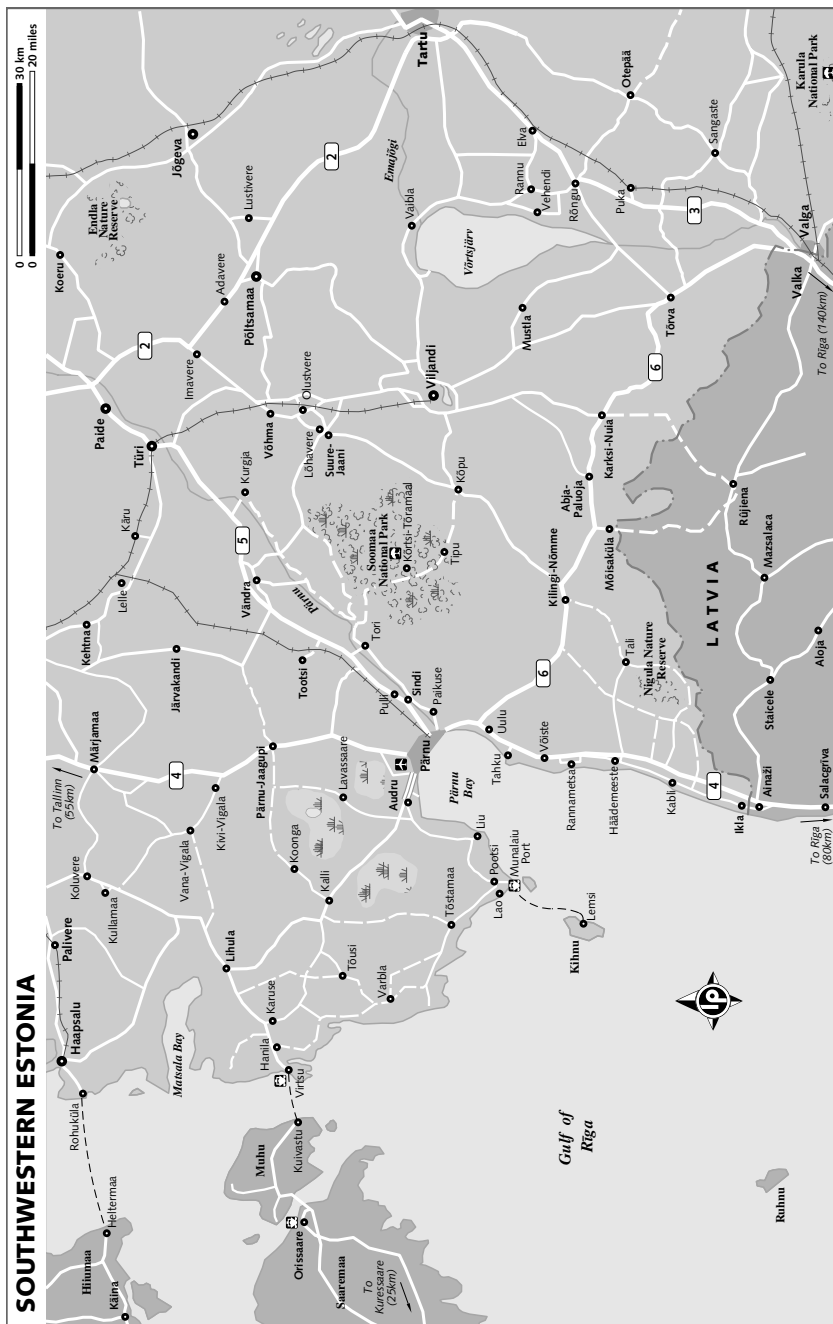 SOUTHWESTERN ESTONIA
0
30 km
0
20 miles
Palivere
Haapsalu
Rohuküla
Heltermaa
Hiiumaa
Käina
Koluvere
Kullamaa
To Tallinn
(55km)
Märjamaa
4
Kehtna
Lelle
Käru
Järvakandi
Türi
Paide
Koeru
2
Imavere
Endla
Nature
Reserve
Jõgeva
Adavere
Lustivere
Põltsamaa
2
Tartu
Matsala Bay
Vana-Vigala
Kivi-Vigala
Lihula
Karuse
Hanila
Virtsu
Kuivastu
Muhu
Orissaare
Saaremaa
To
Kuressaare
(25km)
Koonga
Kalli
Pärnu-Jaagupi
Lavassaare
Tootsi
Vändra
5
Kurgja
Pärnu
Võhma
Olustvere
Lõhavere
Suure-
Jaani
Viljandi
Soomaa
National Park
Kõrtsi-Tõramaal
Tipu
Kõpu
Tori
Pulli
Sindi
Paikuse
Pärnu
Audru
Tõusi
Varbla
Tõstamaa
Liu
Pootsi
Lao
Munalaiu
Port
Pärnu
Bay
Kihnu
Lemsi
Uulu
Tahku
Võiste
Rannametsa
Häädemeeste
Kabli
4
Ikla
Ainaži
Salacgrīva
To Rīga
(80km)
6
Kilingi-Nõmme
Tali
Nigula Nature
Reserve
Abja-
Paluoja
Mõisaküla
Karksi-Nuia
6
Mustla
Tõrva
Vaibla
Emajõgi
Võrtsjärv
Rannu
Vehendi
Elva
Rõngu
Puka
Otepää
Sangaste
3
Valga
Valka
To Rīga (140km)
Karula
National Park
LATVIA
Rūjiena
Mazsalaca
Staicele
Aloja
Gulf of
Rīga
Ruhnu
lp